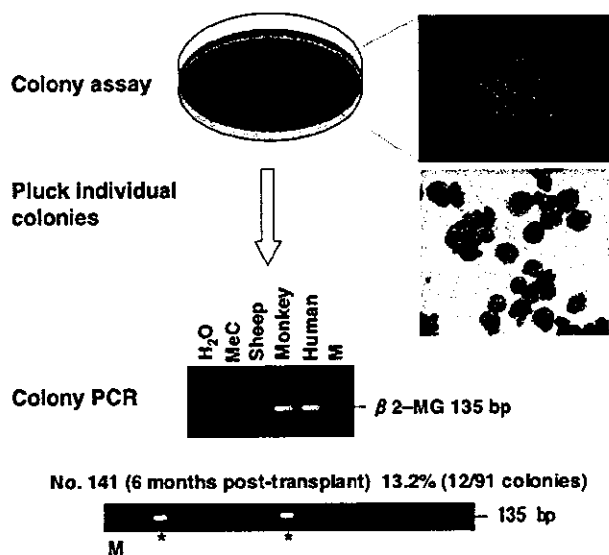 Colony assay
Pluck individual
colonies
H₂O
MeC
Sheep
Monkey
Human
M
Colony PCR
β2–MG 135 bp
No. 141 (6 months post-transplant) 13.2% (12/91 colonies)
135 bp
M * *